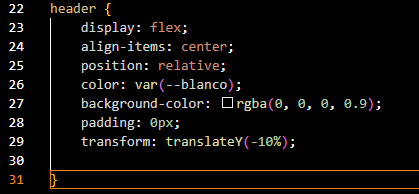 22 header {
23 display: flex;
24 align-items: center;
25 position: relative;
26 color: var(--blanco);
27 background-color: rgba(0, 0, 0, 0.9);
28 padding: 0px;
29 transform: translateY(-10%);
30
31 }